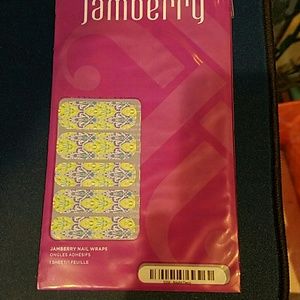 Jamberry
JAMBERRY NAIL WRAPS
ONGLES ADHÉSIFS
1 SHEET/1 FEUILLE